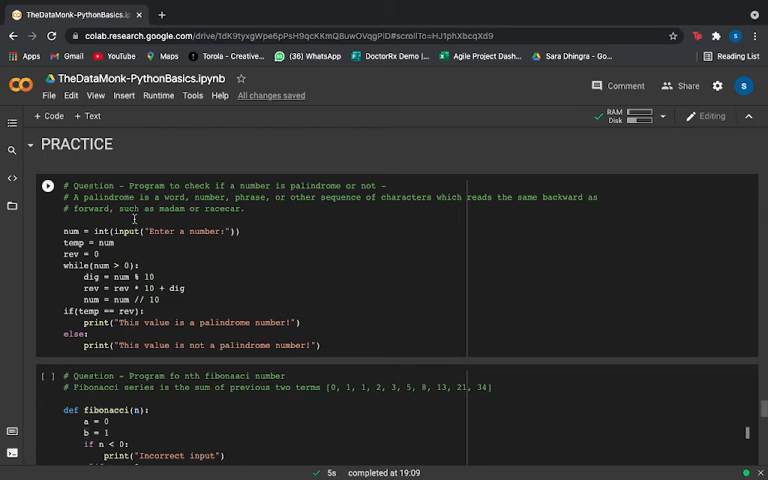 TheDataMonk-PythonBasics.ip
colab.research.google.com/drive/1dK9tyxgWpe6pPsH9qcKKmQ8uwOVqgPlD#scrollTo=HJ1phXbcqXd9
Apps Gmail YouTube Maps Torola - Creative... (36) WhatsApp DoctorRx Demo |... Agile Project Dash... Sara Dhingra - Go... Reading List
TheDataMonk-PythonBasics.ipynb
Comment Share S
File Edit View Insert Runtime Tools Help All changes saved
+ Code + Text RAM Disk Editing
PRACTICE
# Question - Program to check if a number is palindrome or not -
# A palindrome is a word, number, phrase, or other sequence of characters which reads the same backward as
# forward, such as madam or racecar.
num = int(input("Enter a number:"))
temp = num
rev = 0
while(num > 0):
dig = num % 10
rev = rev * 10 + dig
num = num // 10
if(temp == rev):
print("This value is a palindrome number!")
else:
print("This value is not a palindrome number!")
[ ] # Question - Program fo nth fibonaaci number
# Fibonacci series is the sum of previous two terms [0, 1, 1, 2, 3, 5, 8, 13, 21, 34]
def fibonacci(n):
a = 0
b = 1
if n < 0:
print("Incorrect input")
5s completed at 19:09